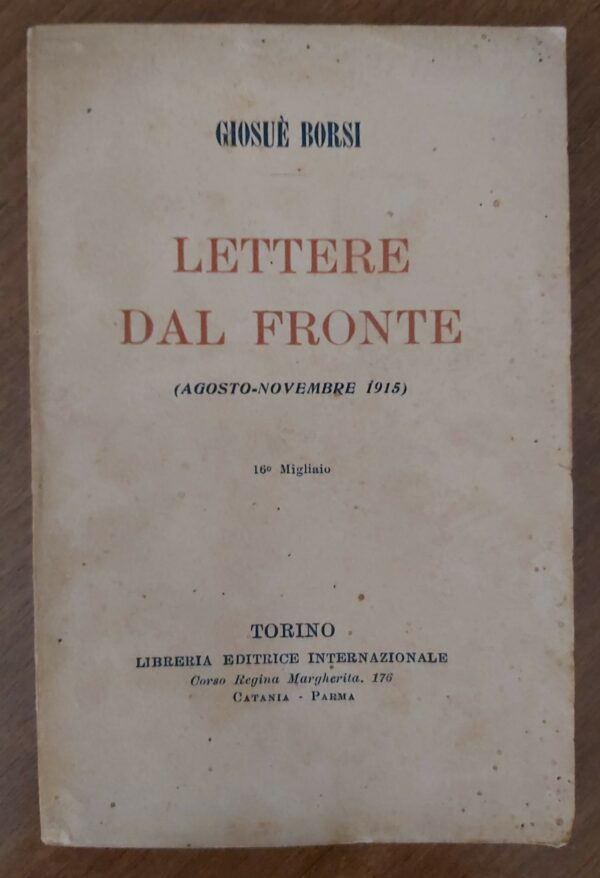 GIOSUÈ BORSI
LETTERE
DAL FRONTE
(AGOSTO-NOVEMBRE 1915)
16º Migliaio
TORINO
LIBRERIA EDITRICE INTERNAZIONALE
Corso Regina Margherita. 176
CATANIA - PARMA